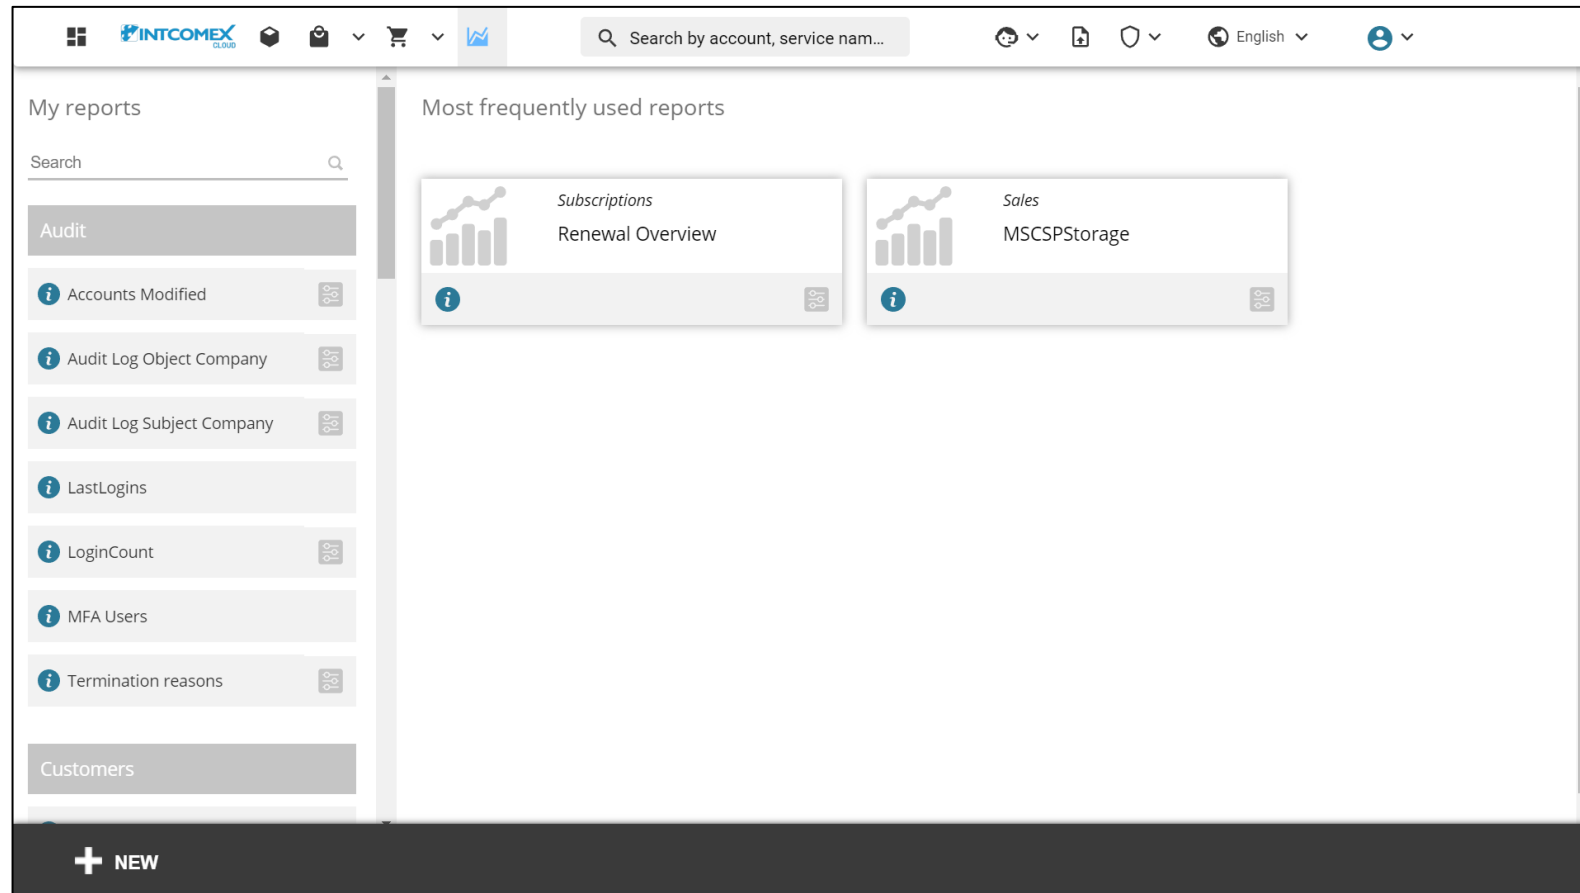 INTCOMEX
CLOUD
Search by account, service nam...
English
My reports
Search
Audit
Accounts Modified
Audit Log Object Company
Audit Log Subject Company
LastLogins
LoginCount
MFA Users
Termination reasons
Customers
Most frequently used reports
Subscriptions
Renewal Overview
Sales
MSCSPStorage
NEW